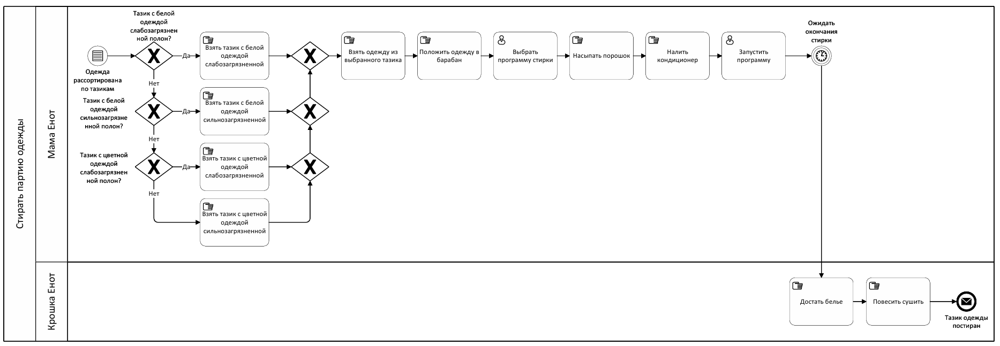 Стирать партию одежды
Мама Енот
Тазик с белой
одеждой
слабозагрязнен
ной полон?
Одежда
рассортирована
по тазикам
Да
Взять тазик с белой
одеждой
слабозагрязненной
Взять одежду из
выбранного тазика
Положить одежду в
барабан
Выбрать
программу стирки
Насыпать порошок
Налить
кондиционер
Запустить
программу
Ожидать
окончания
стирки
Нет
Тазик с белой
одеждой
сильнозагрязне
нной полон?
Да
Взять тазик с белой
одеждой
сильнозагрязненной
Нет
Тазик с цветной
одеждой
слабозагрязнен
ной полон?
Да
Взять тазик с цветной
одеждой
слабозагрязненной
Нет
Взять тазик с цветной
одеждой
сильнозагрязненной
Крошка Енот
Достать белье
Повесить сушить
Тазик одежды
постиран